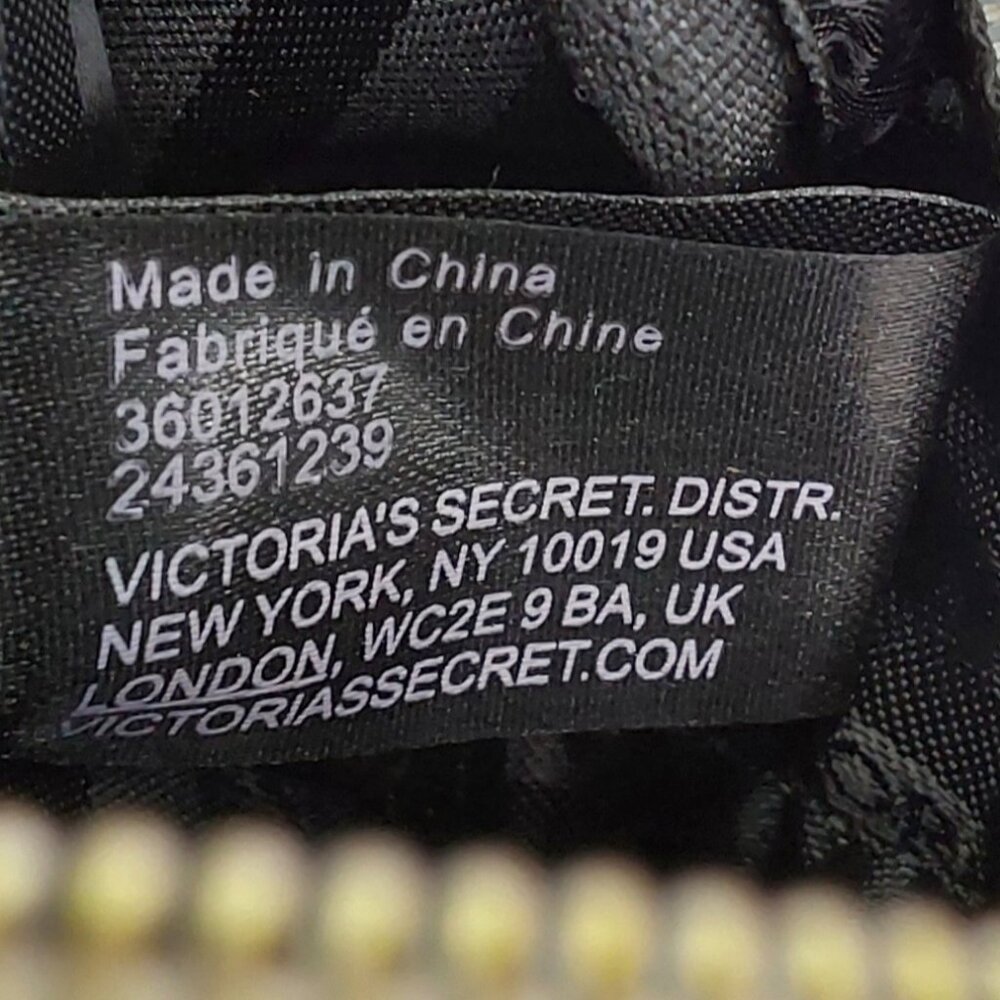 Made in China
Fabriqué en Chine
36012637
24361239
VICTORIA'S SECRET. DISTR.
NEW YORK, NY 10019 USA
LONDON, WC2E 9 BA, UK
VICTORIASSECRET.COM